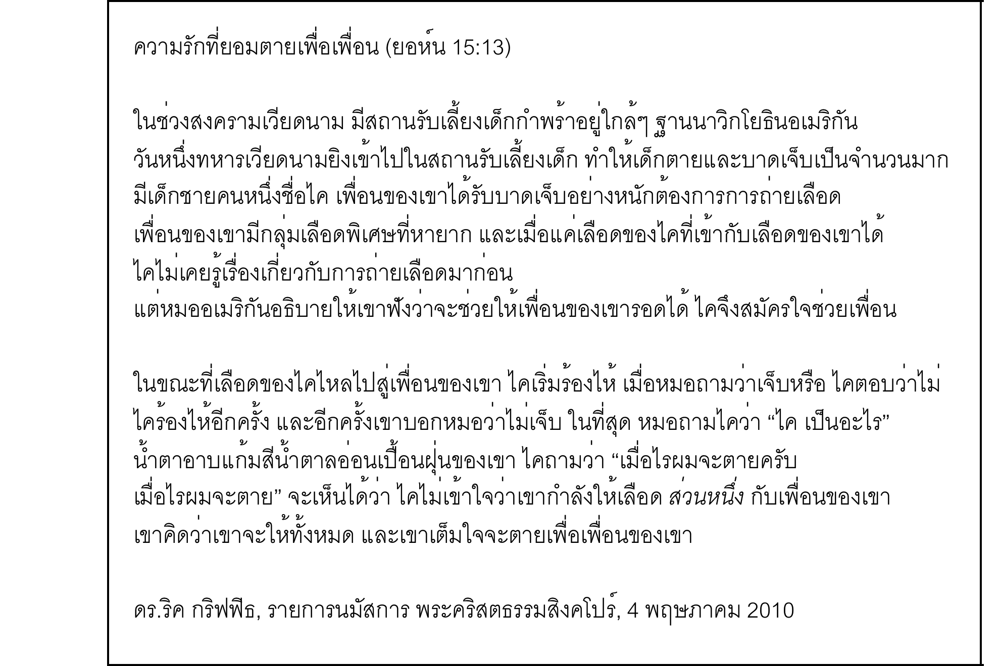 ความรักที่ยอมตายเพื่อเพื่อน (ยอห์น 15:13)
ในช่วงสงครามเวียดนาม มีสถานรับเลี้ยงเด็กกำพร้าอยู่ใกล้ๆ ฐานนาวิกโยธินอเมริกัน
วันหนึ่งทหารเวียดนามยิงเข้าไปในสถานรับเลี้ยงเด็ก ทำให้เด็กตายและบาดเจ็บเป็นจำนวนมาก
มีเด็กชายคนหนึ่งชื่อไค เพื่อนของเขาได้รับบาดเจ็บอย่างหนักต้องการการถ่ายเลือด
เพื่อนของเขามีกลุ่มเลือดพิเศษที่หายาก และเมื่อแค่เลือดของไคที่เข้ากับเลือดของเขาได้
ไคไม่เคยรู้เรื่องเกี่ยวกับการถ่ายเลือดมาก่อน
แต่หมออเมริกันอธิบายให้เขาฟังว่าจะช่วยให้เพื่อนของเขารอดได้ ไคจึงสมัครใจช่วยเพื่อน
ในขณะที่เลือดของไคไหลไปสู่เพื่อนของเขา ไคเริ่มร้องไห้ เมื่อหมอถามว่าเจ็บหรือ ไคตอบว่าไม่
ไคร้องไห้อีกครั้ง และอีกครั้งเขาบอกหมอว่าไม่เจ็บ ในที่สุด หมอถามไคว่า “ไค เป็นอะไร”
น้ำตาอาบแก้มสีน้ำตาลอ่อนเปื้อนฝุ่นของเขา ไคถามว่า “เมื่อไรผมจะตายครับ
เมื่อไรผมจะตาย” จะเห็นได้ว่า ไคไม่เข้าใจว่าเขากำลังให้เลือด ส่วนหนึ่ง กับเพื่อนของเขา
เขาคิดว่าเขาจะให้ทั้งหมด และเขาเต็มใจจะตายเพื่อเพื่อนของเขา
ดร.ริค กริฟฟีธ, รายการนมัสการ พระคริสตธรรมสิงคโปร์, 4 พฤษภาคม 2010